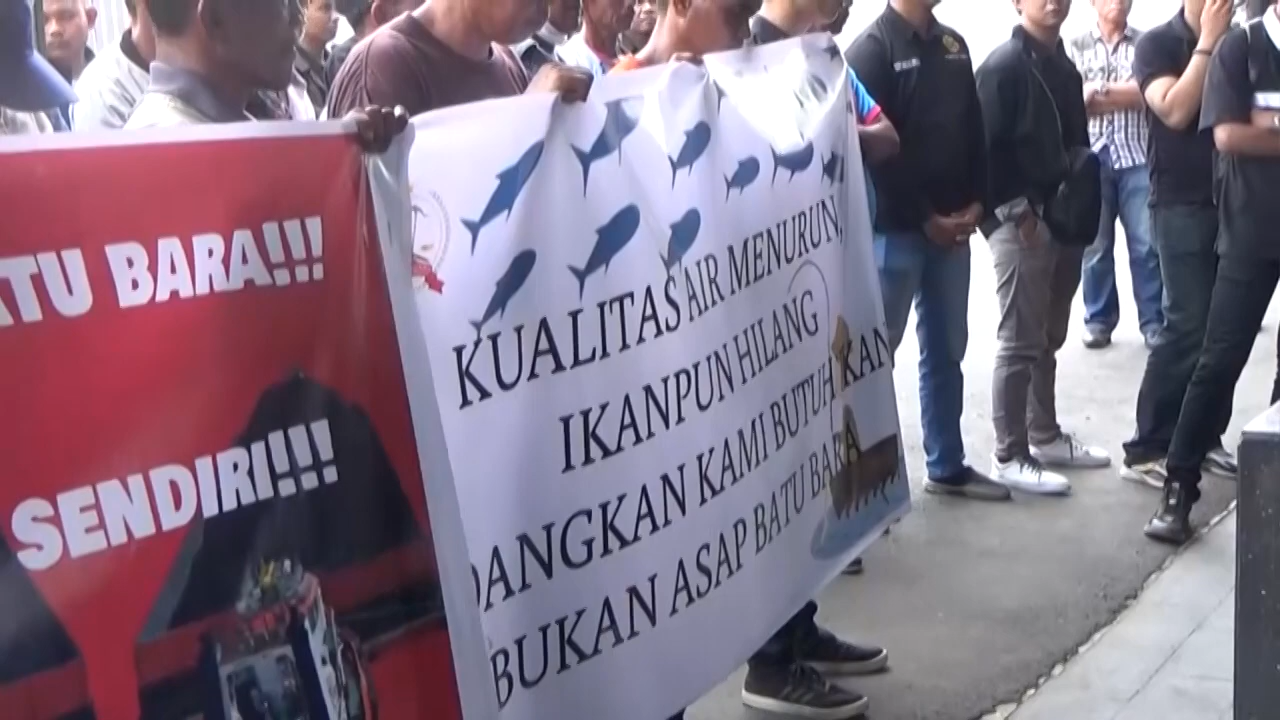 ATU BARA!!!
SENDIRI!!!
KUALITAS AIR MENURUN,
IKANPUN HILANG
DANGKAN KAMI BUTUH IKAN
BUKAN ASAP BATU BARA